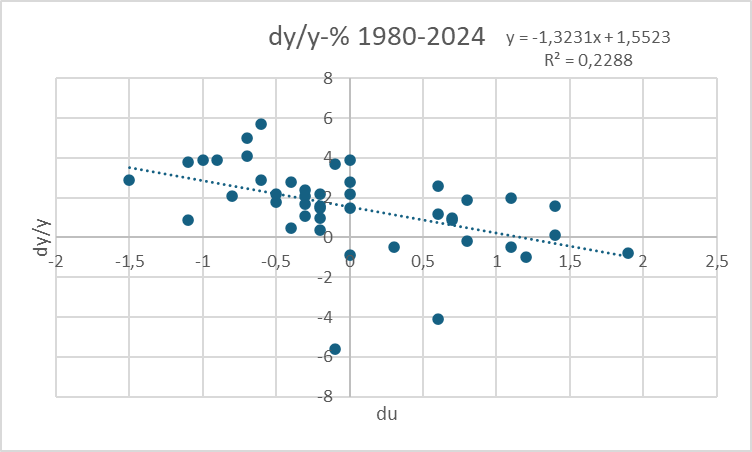 dy/y-% 1980-2024
y = -1,3231x + 1,5523
R² = 0,2288
8
6
4
2
0
-2 -1,5 -1 -0,5 0 0,5 1 1,5 2 2,5
-2
-4
-6
-8
dy/y
du